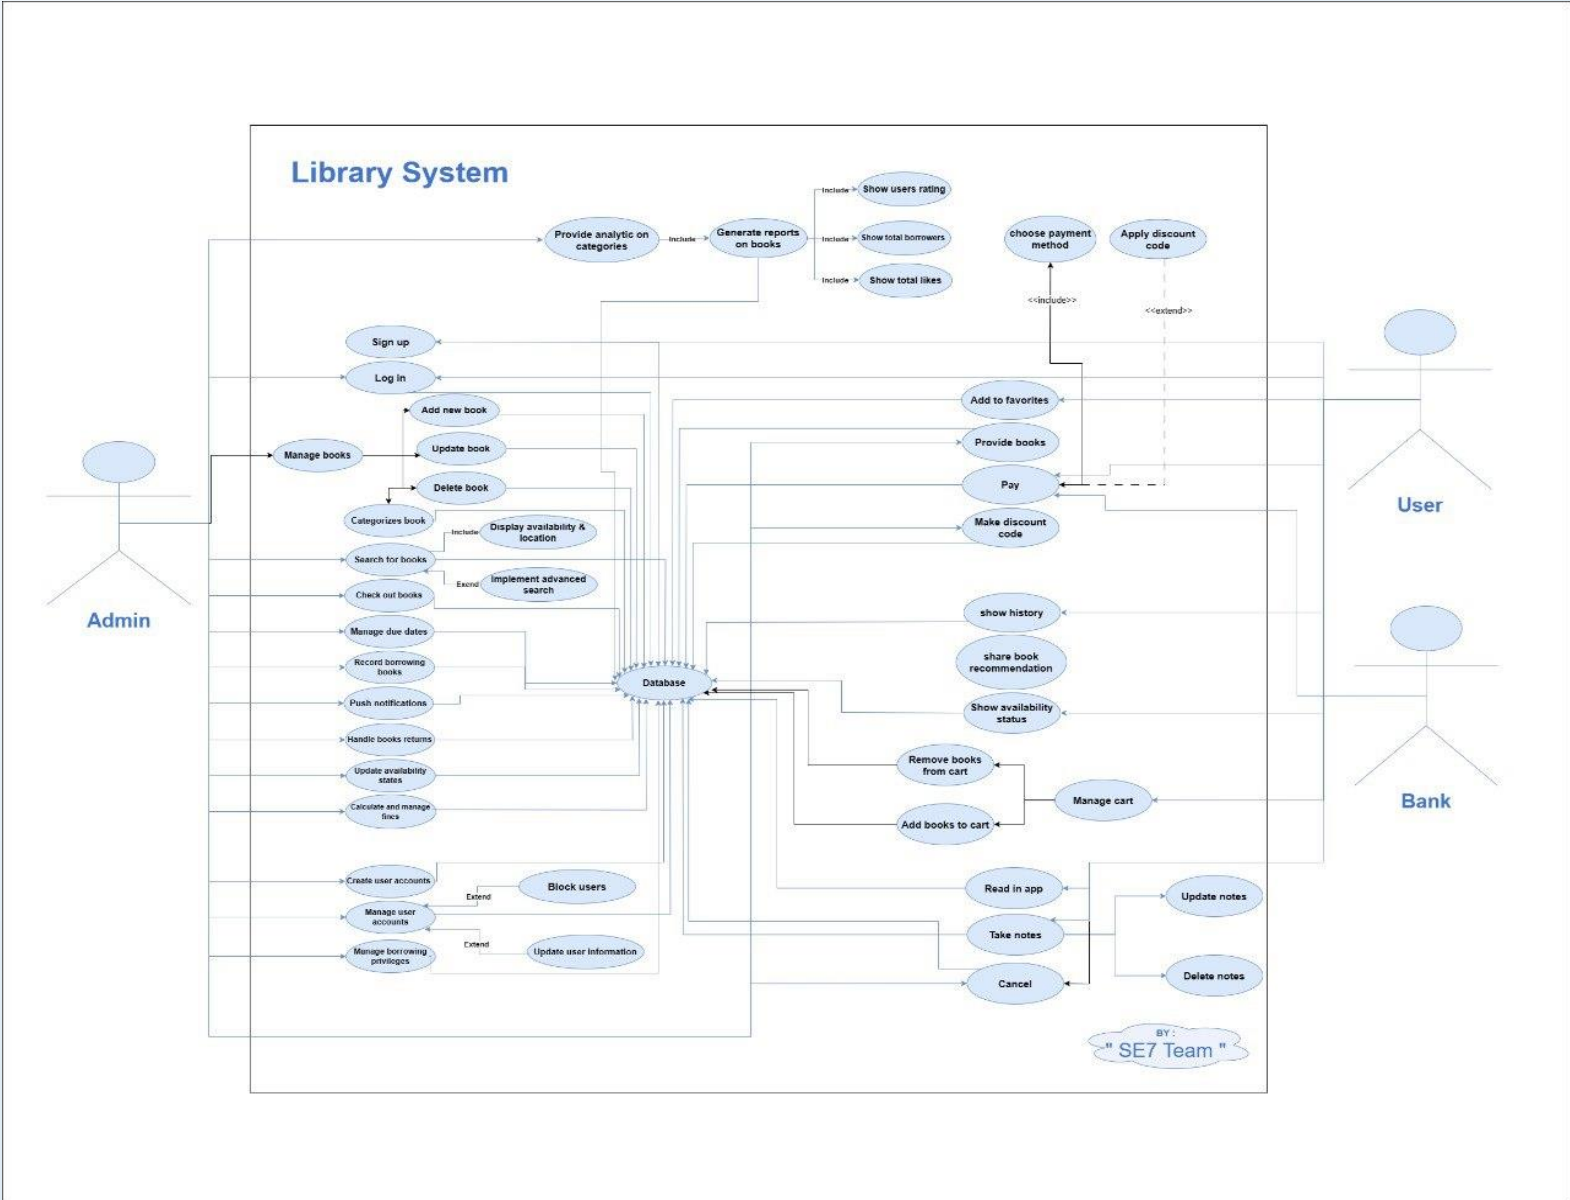 Library System
Show users rating
Include
Provide analytic on
categories
Include
Generate reports
on books
Include
Show total borrowers
Include
Show total likes
choose payment
method
Apply discount
code
<<include>>
<<extend>>
Sign up
Log in
Add new book
Manage books
Update book
Delete book
Categorizes book
Include
Display availability &
location
Search for books
Exend
Implement advanced
search
Check out books
Manage due dates
Record borrowing
books
Push notifications
Handle books returns
Update availability
states
Calculate and manage
fines
Create user accounts
Extend
Block users
Manage user
accounts
Extend
Update user information
Manage borrowing
privileges
Database
Add to favorites
Provide books
Pay
Make discount
code
show history
share book
recommendation
Show availability
status
Remove books
from cart
Manage cart
Add books to cart
Read in app
Update notes
Take notes
Delete notes
Cancel
BY :
" SE7 Team "
Admin
User
Bank